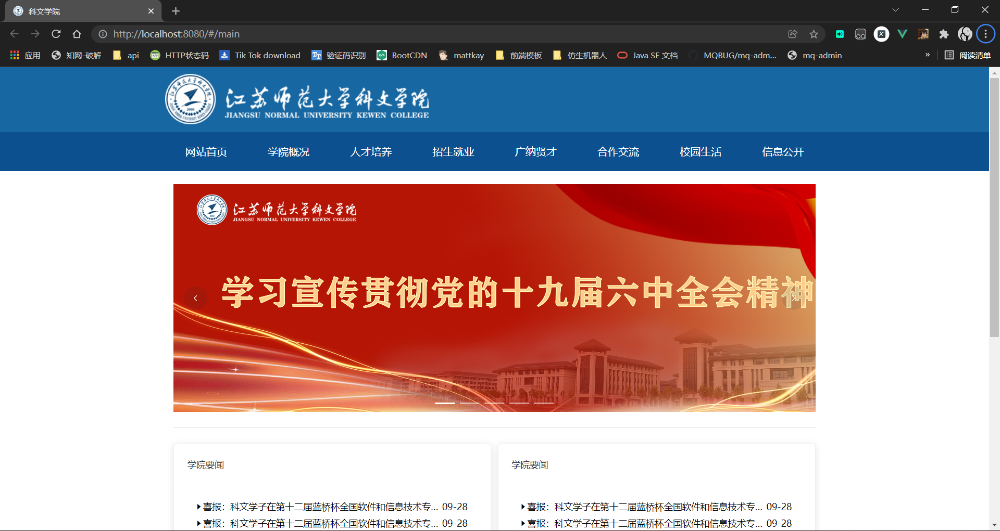 科文学院
http://localhost:8080/#/main
应用 知网-破解 api HTTP状态码 Tik Tok download 验证码识别 BootCDN mattkay 前端模板 仿生机器人 Java SE 文档 MQBUG/mq-adm... mq-admin » 阅读清单
江苏师范大学科文学院
JIANGSU NORMAL UNIVERSITY KEWEN COLLEGE
网站首页 学院概况 人才培养 招生就业 广纳贤才 合作交流 校园生活 信息公开
江苏师范大学科文学院
JIANGSU NORMAL UNIVERSITY KEWEN COLLEGE
学习宣传贯彻党的十九届六中全会精神
学院要闻 学院要闻
喜报：科文学子在第十二届蓝桥杯全国软件和信息技术专... 09-28 喜报：科文学子在第十二届蓝桥杯全国软件和信息技术专... 09-28
喜报：科文学子在第十二届蓝桥杯全国软件和信息技术专... 09-28 喜报：科文学子在第十二届蓝桥杯全国软件和信息技术专... 09-28